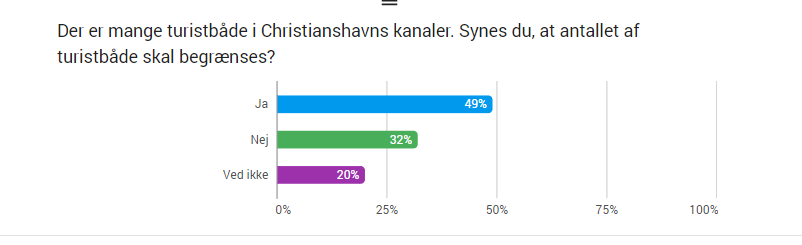 Der er mange turistbåde i Christianshavns kanaler. Synes du, at antallet af
turistbåde skal begrænses?
Ja 49%
Nej 32%
Ved ikke 20%
0% 25% 50% 75% 100%